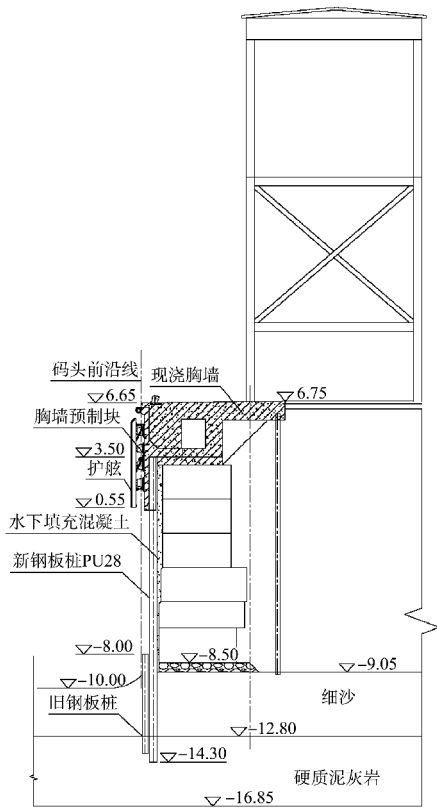 码头前沿线
现浇胸墙
6.65
6.75
胸墙预制块
3.50
护舷
0.55
水下填充混凝土
新钢板桩PU28
-8.00
-8.50
-9.05
-10.00
细沙
旧钢板桩
-12.80
-14.30
硬质泥灰岩
-16.85